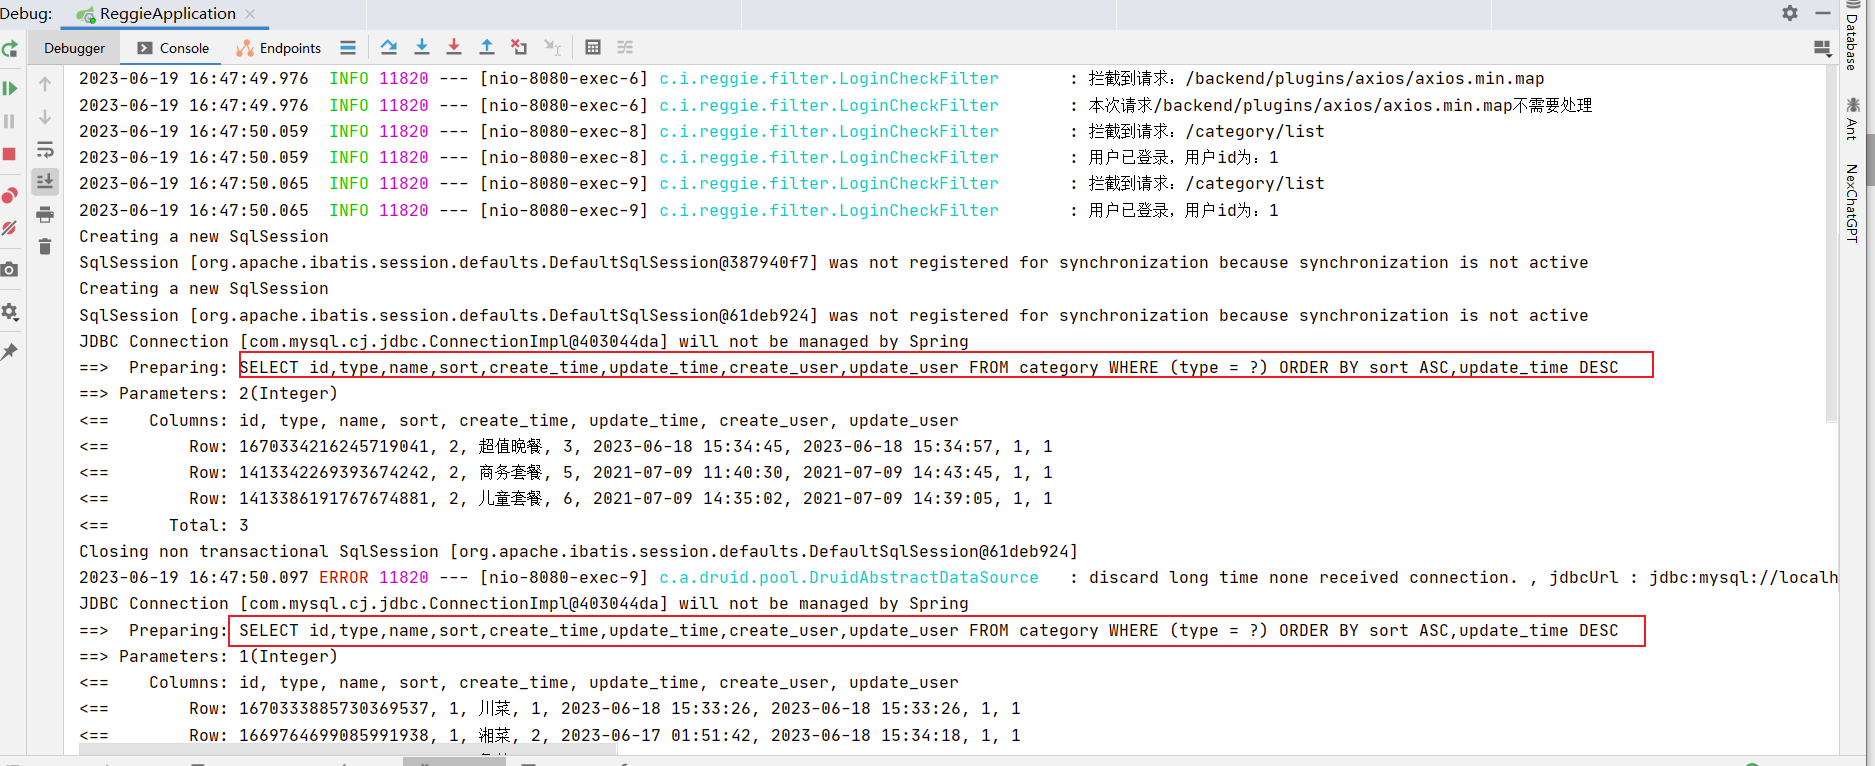 Debug: ReggieApplication
Debugger Console Endpoints
2023-06-19 16:47:49.976  INFO 11820 --- [nio-8080-exec-6] c.i.reggie.filter.LoginCheckFilter       : 拦截到请求：/backend/plugins/axios/axios.min.map
2023-06-19 16:47:49.976  INFO 11820 --- [nio-8080-exec-6] c.i.reggie.filter.LoginCheckFilter       : 本次请求/backend/plugins/axios/axios.min.map不需要处理
2023-06-19 16:47:50.059  INFO 11820 --- [nio-8080-exec-8] c.i.reggie.filter.LoginCheckFilter       : 拦截到请求：/category/list
2023-06-19 16:47:50.059  INFO 11820 --- [nio-8080-exec-8] c.i.reggie.filter.LoginCheckFilter       : 用户已登录，用户id为：1
2023-06-19 16:47:50.065  INFO 11820 --- [nio-8080-exec-9] c.i.reggie.filter.LoginCheckFilter       : 拦截到请求：/category/list
2023-06-19 16:47:50.065  INFO 11820 --- [nio-8080-exec-9] c.i.reggie.filter.LoginCheckFilter       : 用户已登录，用户id为：1
Creating a new SqlSession
SqlSession [org.apache.ibatis.session.defaults.DefaultSqlSession@387940f7] was not registered for synchronization because synchronization is not active
Creating a new SqlSession
SqlSession [org.apache.ibatis.session.defaults.DefaultSqlSession@61deb924] was not registered for synchronization because synchronization is not active
JDBC Connection [com.mysql.cj.jdbc.ConnectionImpl@403044da] will not be managed by Spring
==>  Preparing: SELECT id,type,name,sort,create_time,update_time,create_user,update_user FROM category WHERE (type = ?) ORDER BY sort ASC,update_time DESC
==> Parameters: 2(Integer)
<==    Columns: id, type, name, sort, create_time, update_time, create_user, update_user
<==        Row: 1670334216245719041, 2, 超值晚餐, 3, 2023-06-18 15:34:45, 2023-06-18 15:34:57, 1, 1
<==        Row: 1413342269393674242, 2, 商务套餐, 5, 2021-07-09 11:40:30, 2021-07-09 14:43:45, 1, 1
<==        Row: 1413386191767674881, 2, 儿童套餐, 6, 2021-07-09 14:35:02, 2021-07-09 14:39:05, 1, 1
<==      Total: 3
Closing non transactional SqlSession [org.apache.ibatis.session.defaults.DefaultSqlSession@61deb924]
2023-06-19 16:47:50.097 ERROR 11820 --- [nio-8080-exec-9] c.a.druid.pool.DruidAbstractDataSource   : discard long time none received connection. , jdbcUrl : jdbc:mysql://localh
JDBC Connection [com.mysql.cj.jdbc.ConnectionImpl@403044da] will not be managed by Spring
==>  Preparing: SELECT id,type,name,sort,create_time,update_time,create_user,update_user FROM category WHERE (type = ?) ORDER BY sort ASC,update_time DESC
==> Parameters: 1(Integer)
<==    Columns: id, type, name, sort, create_time, update_time, create_user, update_user
<==        Row: 1670333885730369537, 1, 川菜, 1, 2023-06-18 15:33:26, 2023-06-18 15:33:26, 1, 1
<==        Row: 1669764699085991938, 1, 湘菜, 2, 2023-06-17 01:51:42, 2023-06-18 15:34:18, 1, 1
Database
Ant
NexChatGPT